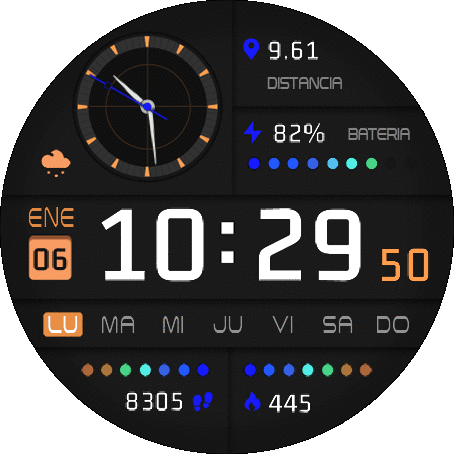 9.61
DISTANCIA
82% BATERIA
ENE
06
10:29 50
LU MA MI JU VI SA DO
8305 445